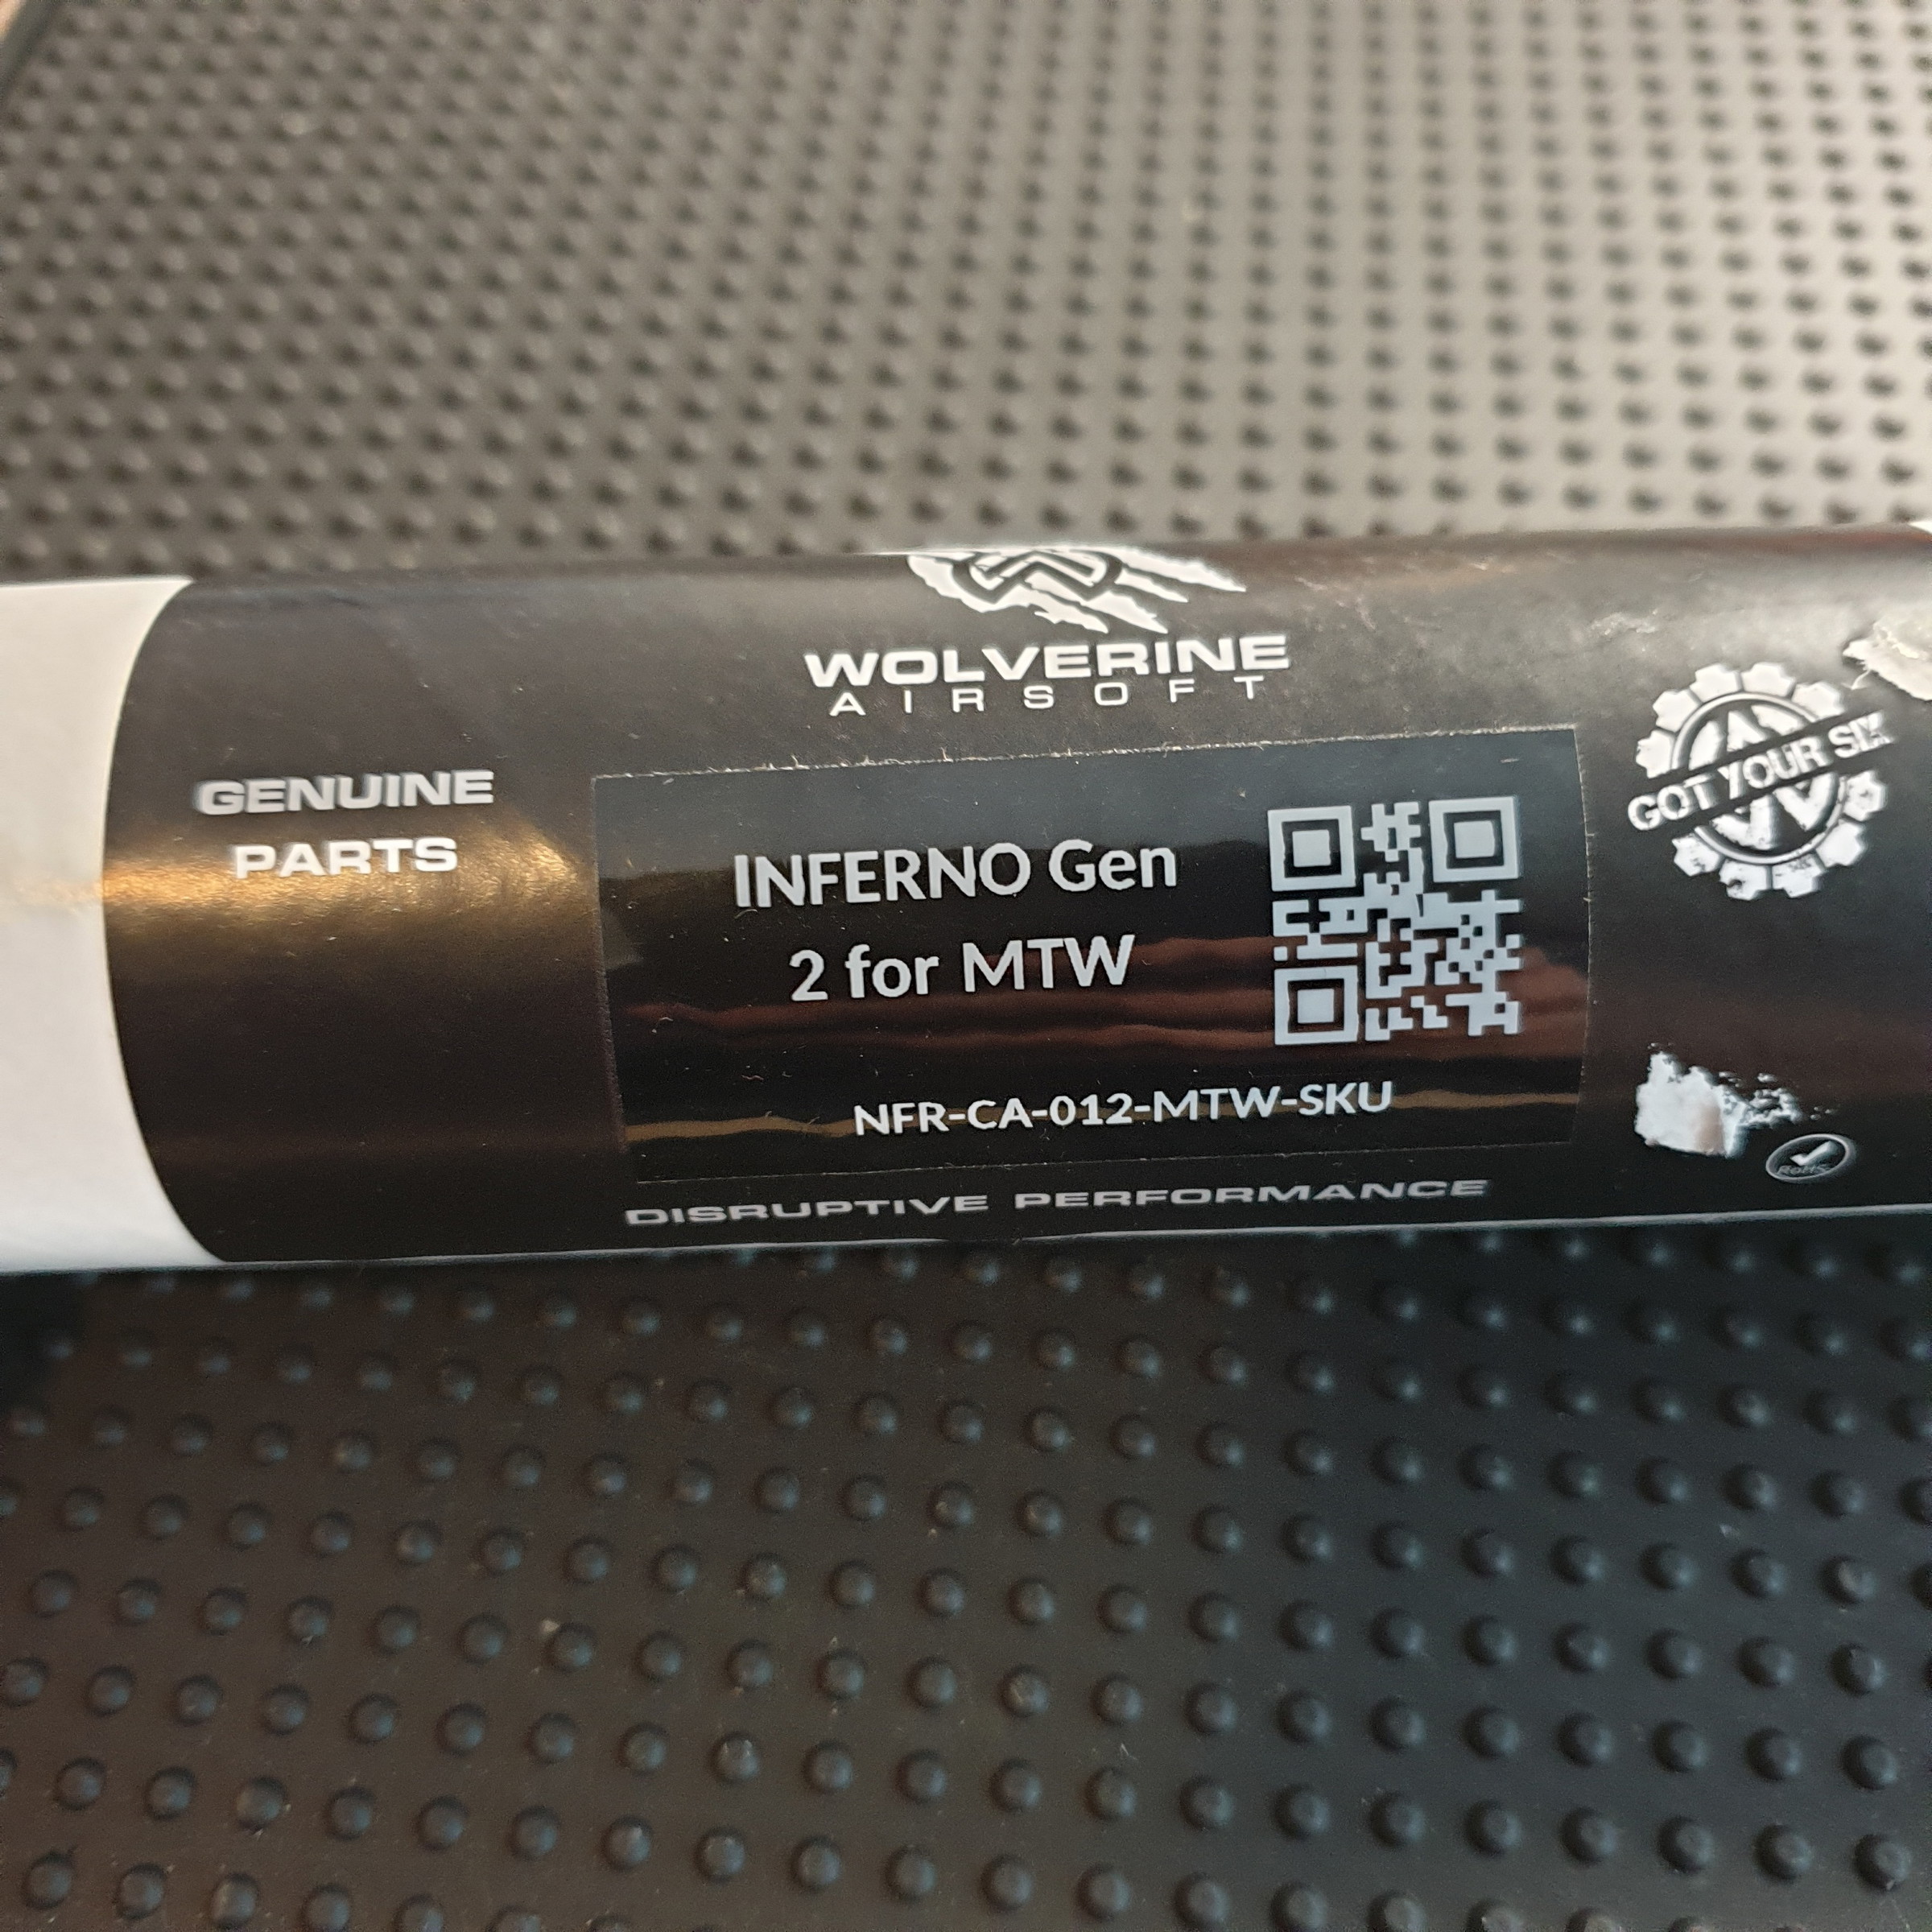 WOLVERINE
AIRSOFT
GENUINE
PARTS
INFERNO Gen
2 for MTW
NFR-CA-012-MTW-SKU
DISRUPTIVE PERFORMANCE
GOT YOUR SIX
RoHS